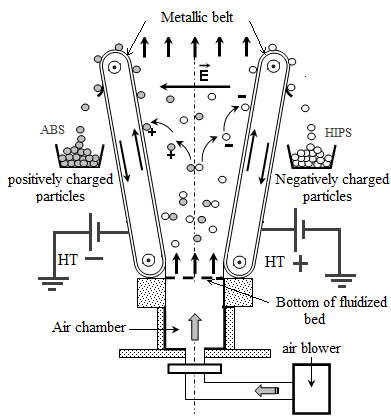 Metallic belt
E
ABS
HIPS
positively charged
particles
Negatively charged
particles
+
+
−
−
HT −
HT +
Bottom of fluidized
bed
Air chamber
air blower